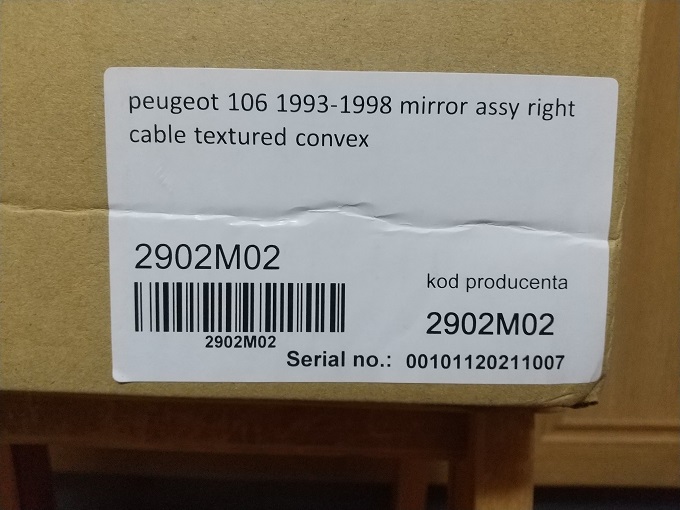 peugeot 106 1993-1998 mirror assy right
cable textured convex
2902M02
2902M02
kod producenta
2902M02
Serial no.: 00101120211007